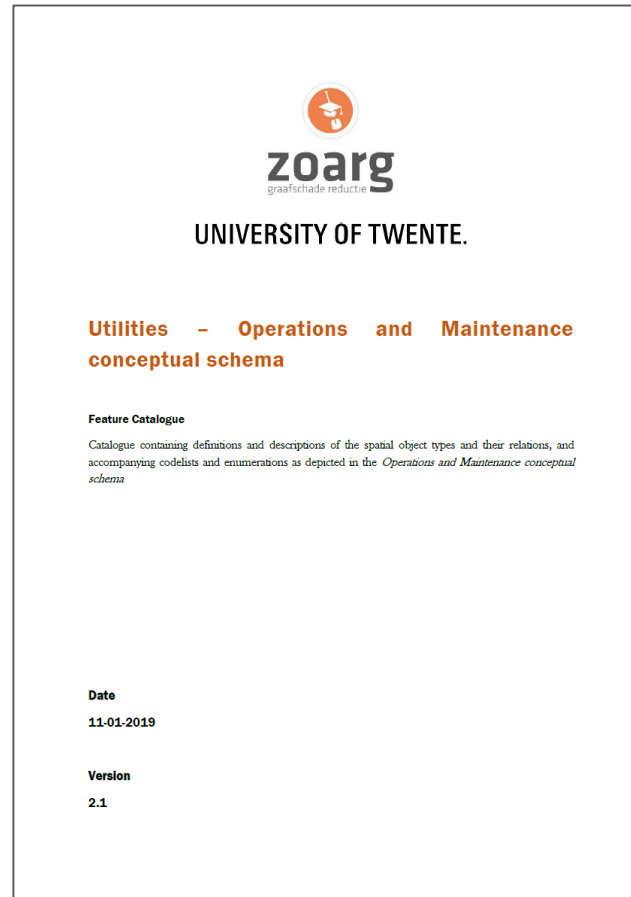 zoarg
graafschade reductie
UNIVERSITY OF TWENTE.
Utilities – Operations and Maintenance
conceptual schema
Feature Catalogue
Catalogue containing definitions and descriptions of the spatial object types and their relations, and
accompanying codelists and enumerations as depicted in the Operations and Maintenance conceptual
schema
Date
11-01-2019
Version
2.1